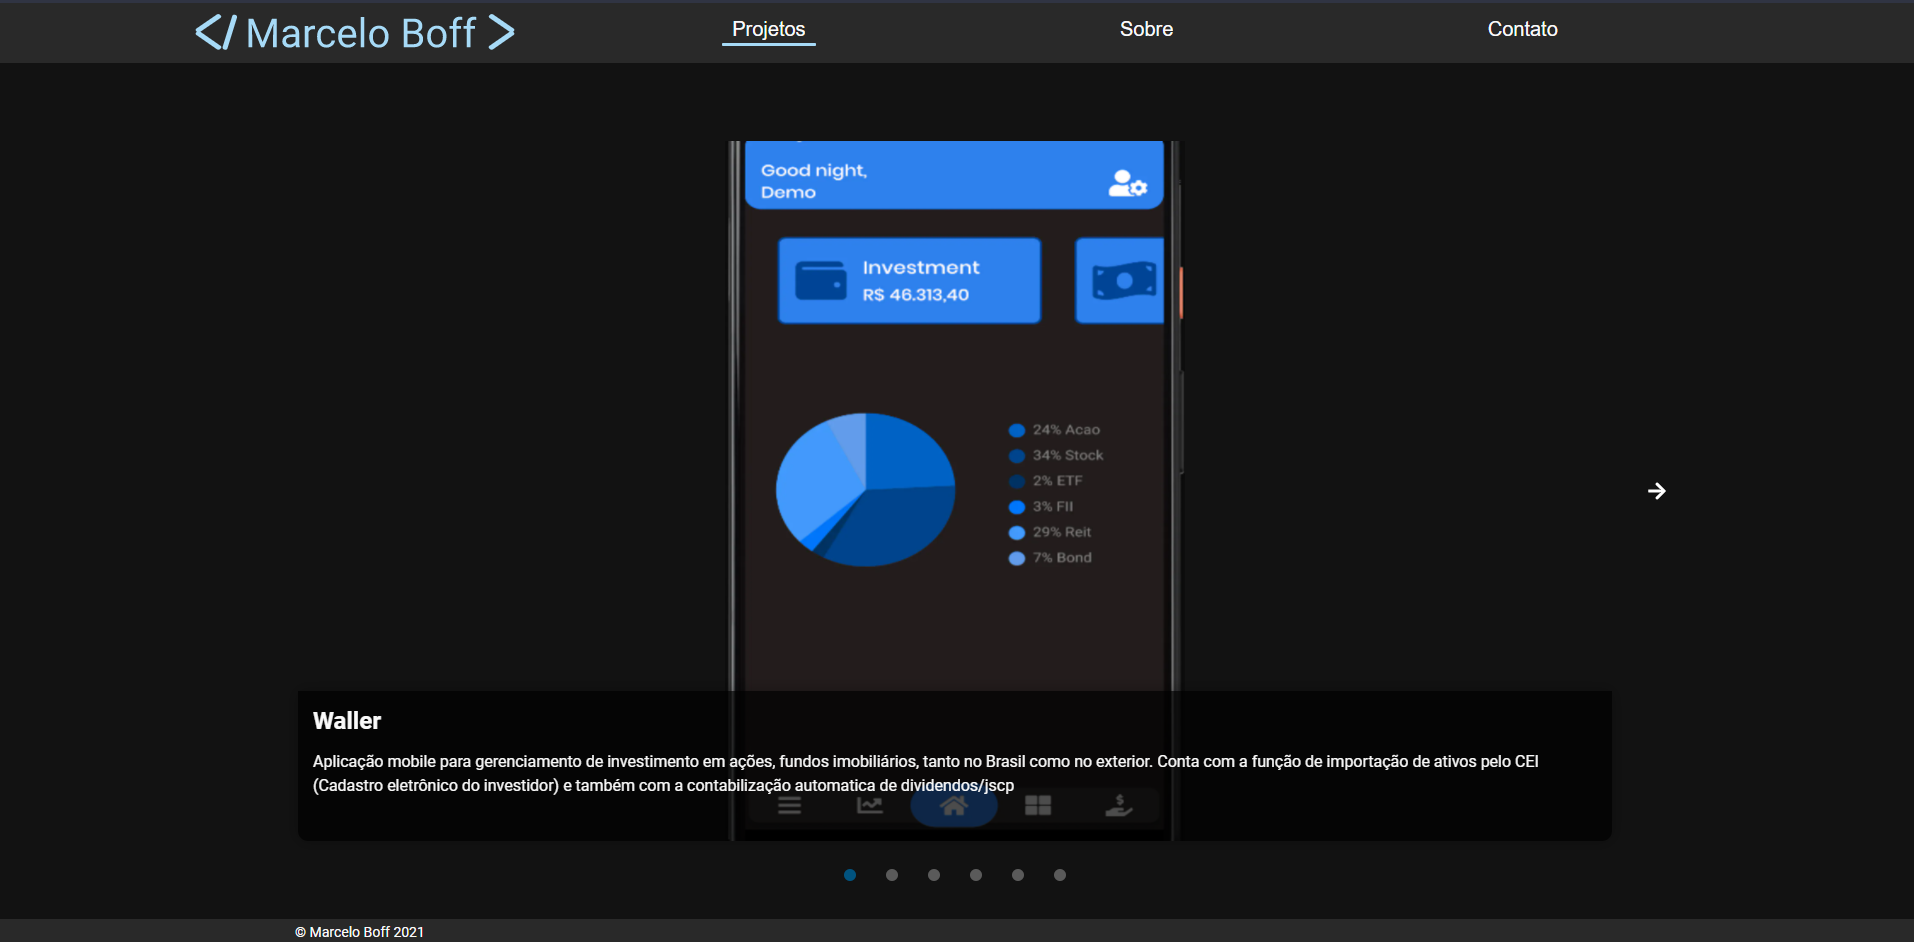 </ Marcelo Boff >
Projetos
Sobre
Contato
Good night,
Demo
Investment
R$ 46.313,40
24% Acao
34% Stock
2% ETF
3% FII
29% Reit
7% Bond
Waller
Aplicação mobile para gerenciamento de investimento em ações, fundos imobiliários, tanto no Brasil como no exterior. Conta com a função de importação de ativos pelo CEI
(Cadastro eletrônico do investidor) e também com a contabilização automatica de dividendos/jscp
© Marcelo Boff 2021